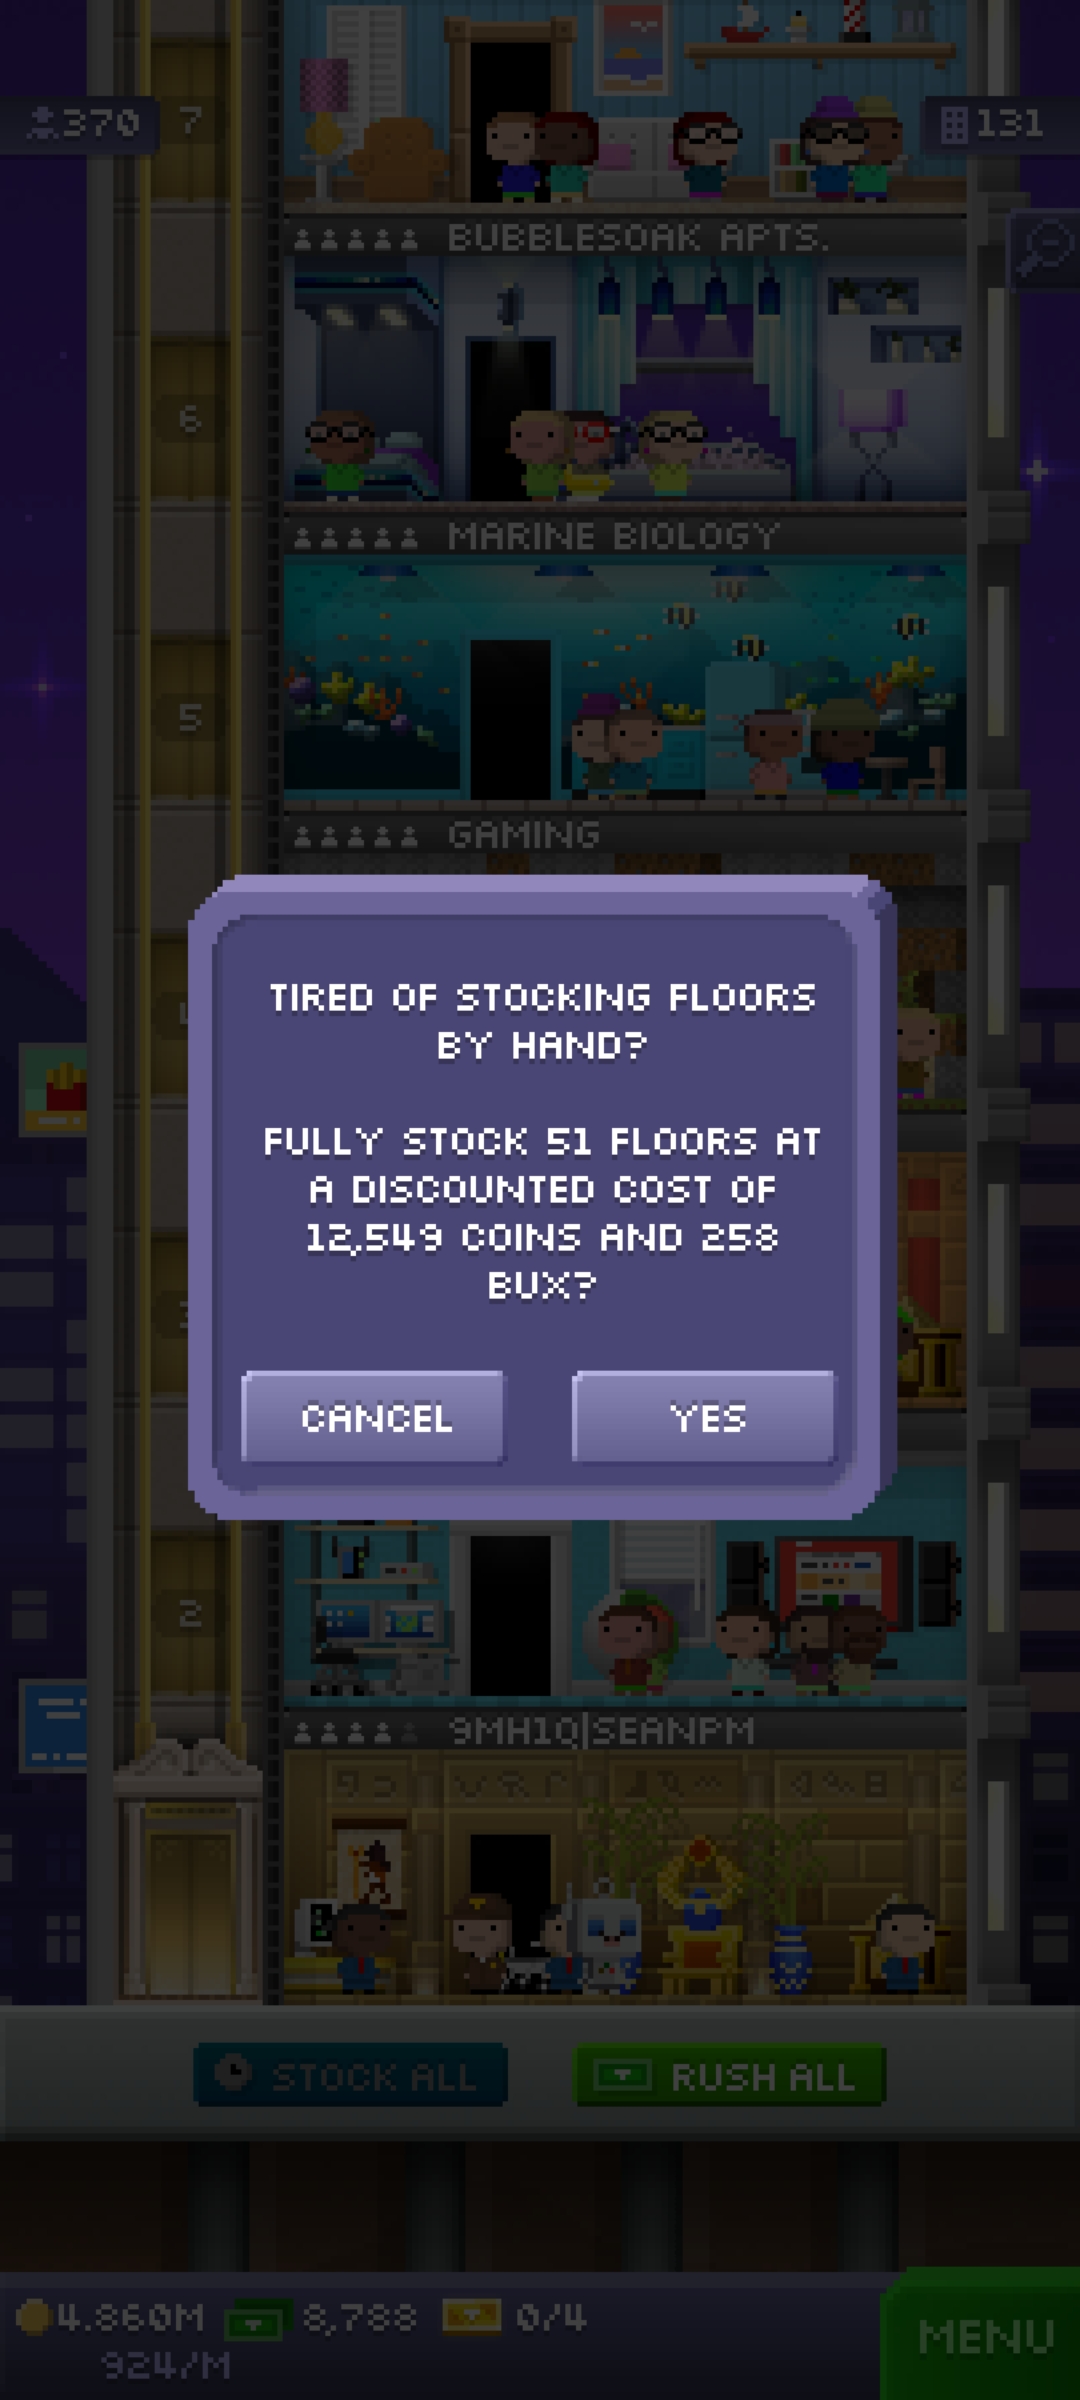 370
7
131
BUBBLESOAK APTS.
6
MARINE BIOLOGY
5
GAMING
TIRED OF STOCKING FLOORS
BY HAND?
FULLY STOCK 51 FLOORS AT
A DISCOUNTED COST OF
12,549 COINS AND 258
BUX?
CANCEL
YES
2
9MH1Q|SEANPM
STOCK ALL
RUSH ALL
4.860M
8,788
0/4
924/M
MENU